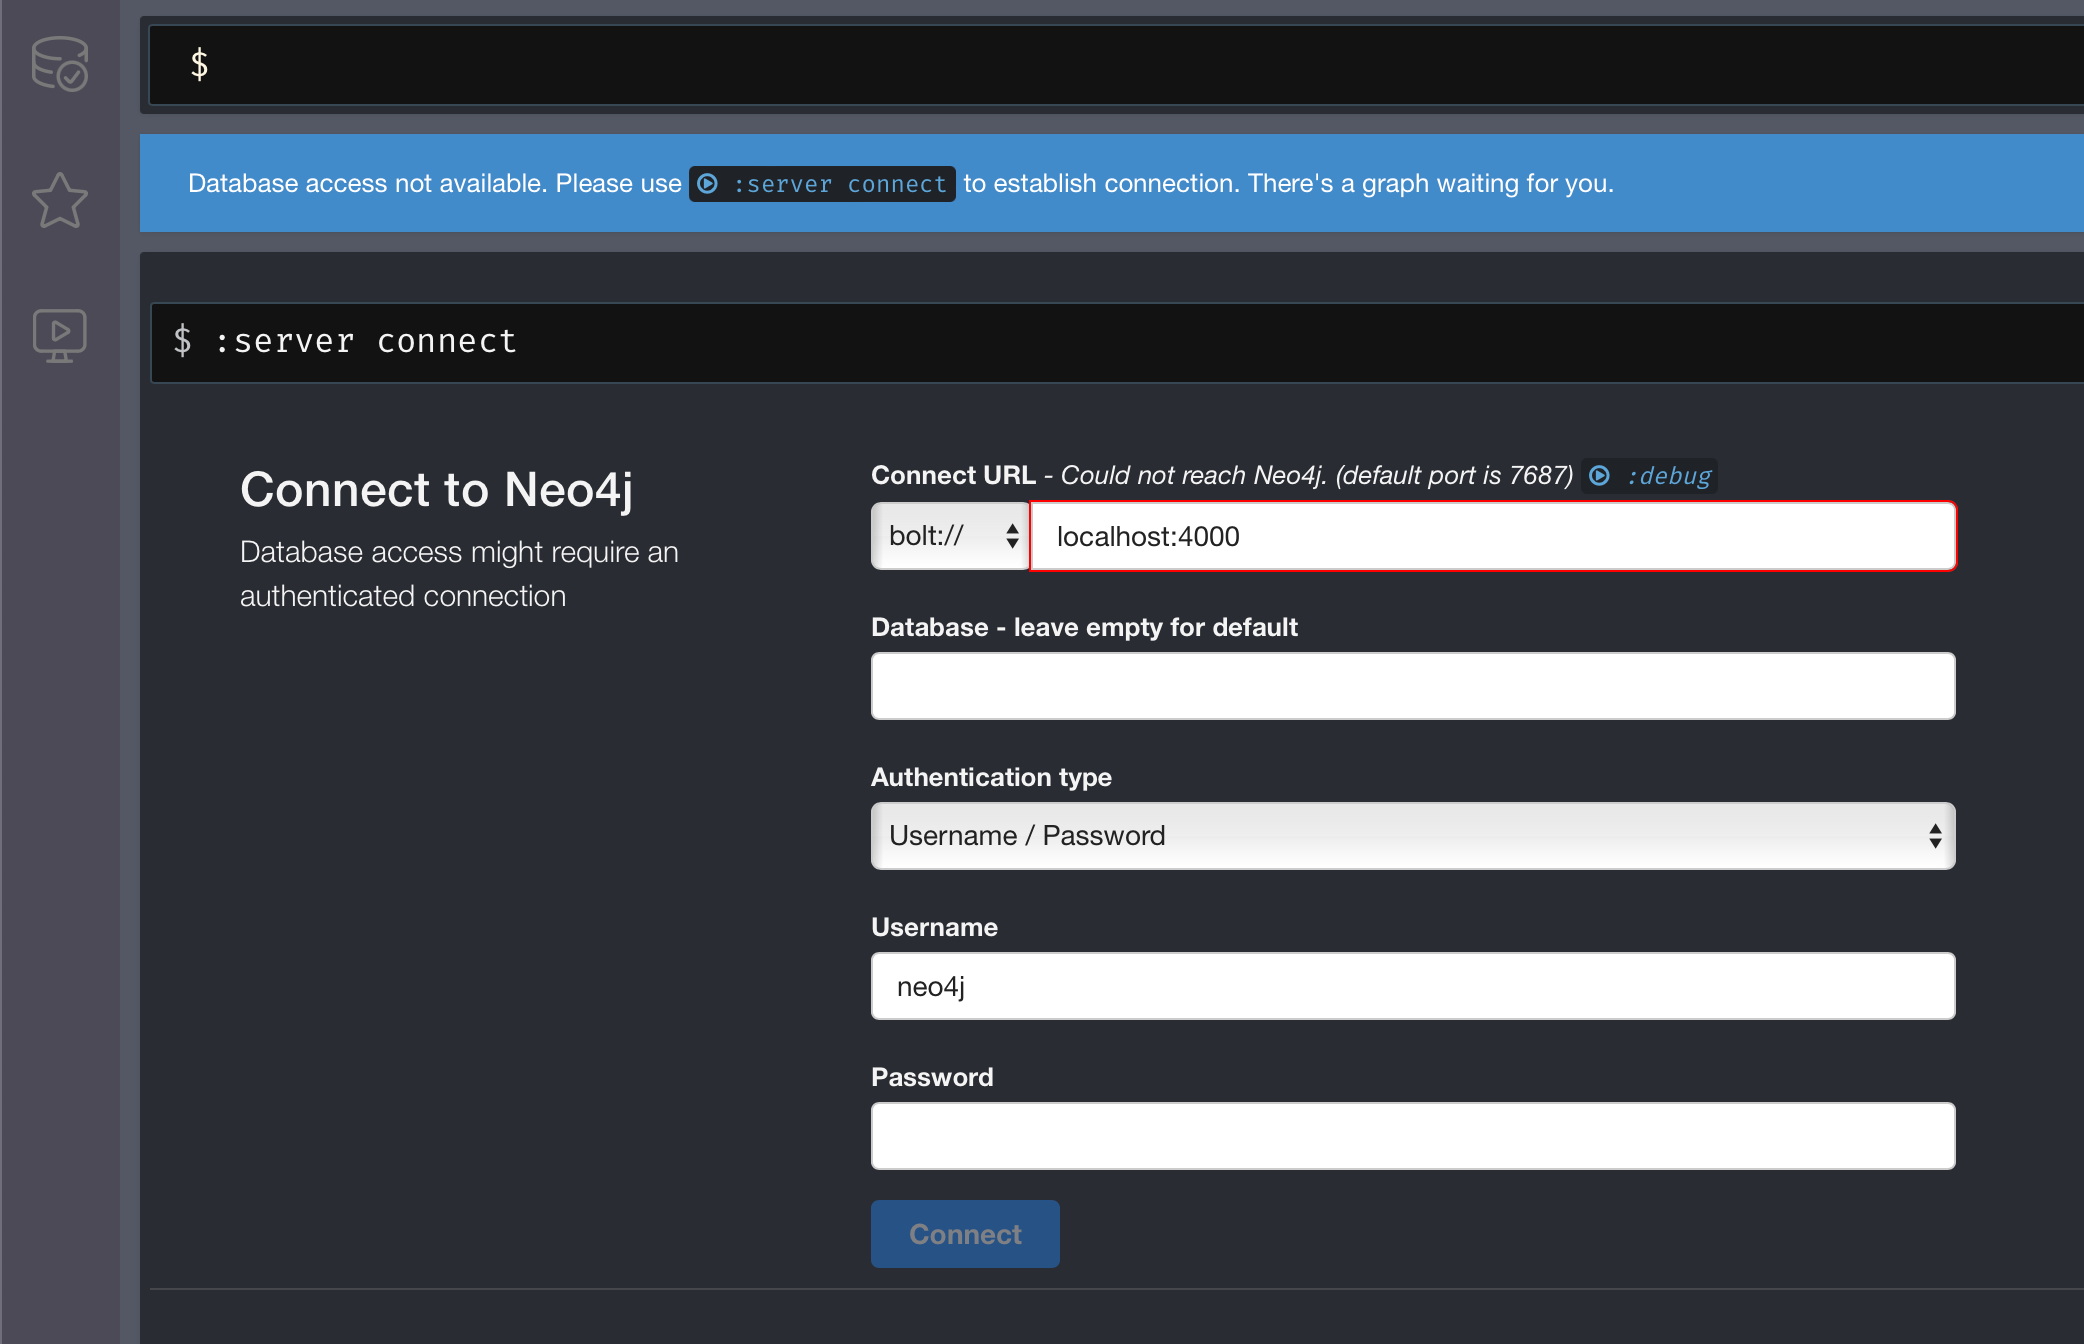 $
Database access not available. Please use :server connect to establish connection. There's a graph waiting for you.
$ :server connect
Connect to Neo4j
Database access might require an
authenticated connection
Connect URL - Could not reach Neo4j. (default port is 7687) :debug
bolt:// localhost:4000
Database - leave empty for default
Authentication type
Username / Password
Username
neo4j
Password
Connect